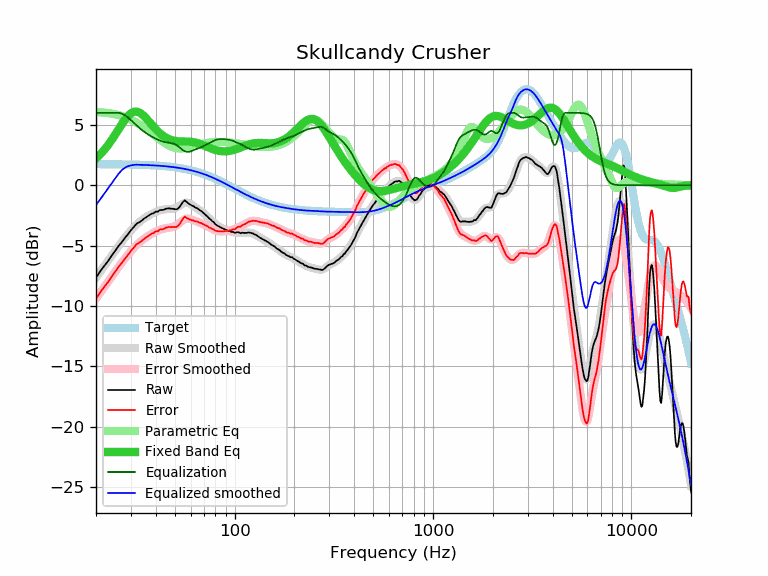 Skullcandy Crusher
Amplitude (dBr)
5
0
−5
−10
−15
−20
−25
Target
Raw Smoothed
Error Smoothed
Raw
Error
Parametric Eq
Fixed Band Eq
Equalization
Equalized smoothed
100
1000
10000
Frequency (Hz)